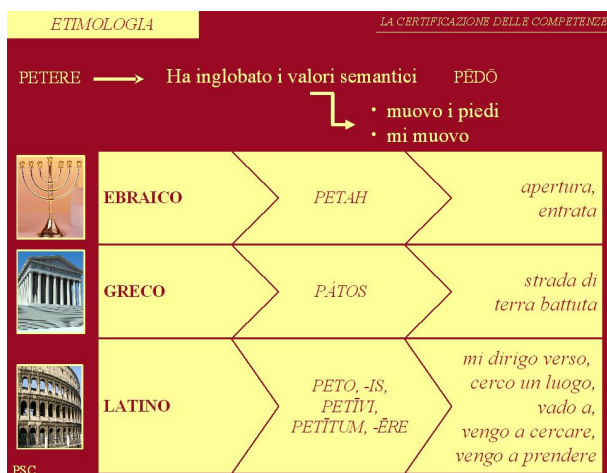 ETIMOLOGIA
LA CERTIFICAZIONE DELLE COMPETENZE
PETERE Ha inglobato i valori semantici PĒDŌ
• muovo i piedi
• mi muovo
EBRAICO PETAH apertura,
entrata
GRECO PÁTOS strada di
terra battuta
LATINO PETO, -IS,
PETĪVI,
PETĪTUM, -ĒRE
mi dirigo verso,
cerco un luogo,
vado a,
vengo a cercare,
vengo a prendere
PSC